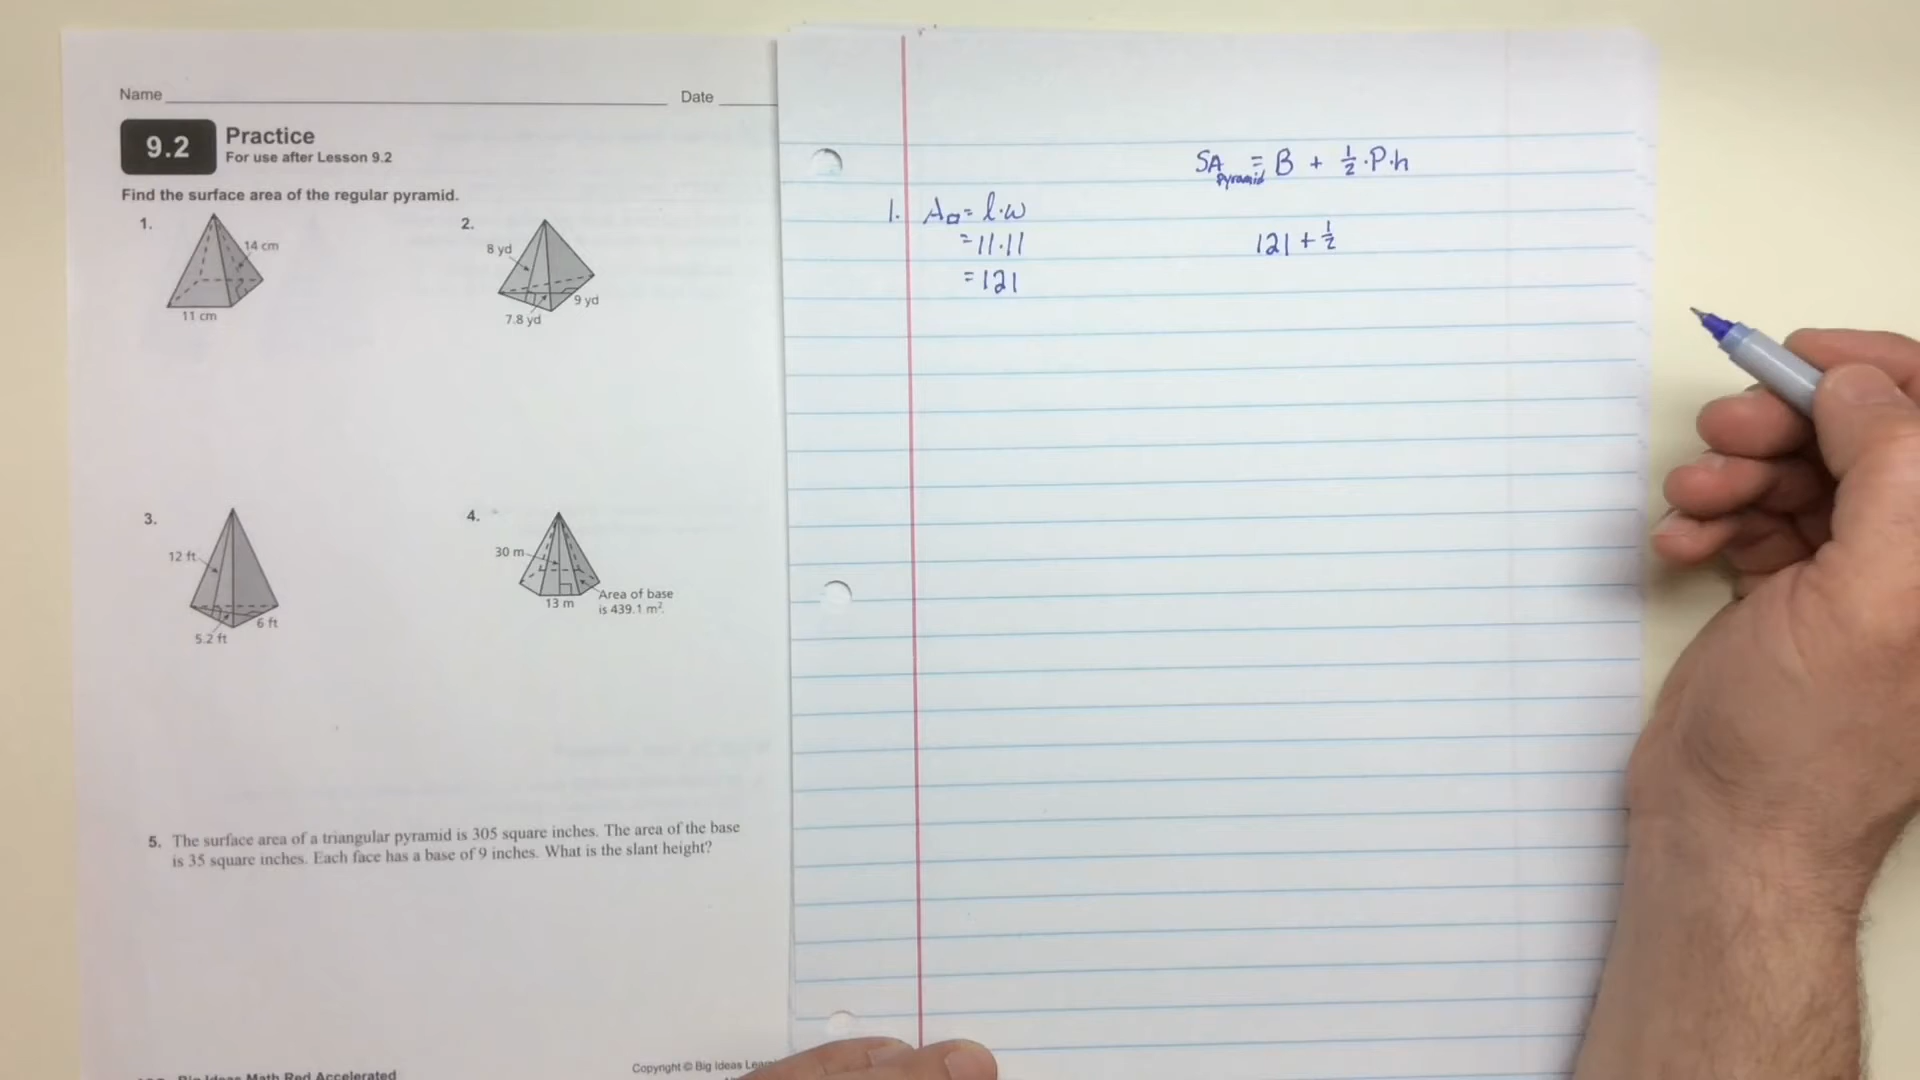 Name
Date
9.2
Practice
For use after Lesson 9.2
Find the surface area of the regular pyramid.
1.
14 cm
11 cm
2.
8 yd
9 yd
7.8 yd
3.
12 ft
6 ft
5.2 ft
4.
30 m
13 m
Area of base
is 439.1 m².
5. The surface area of a triangular pyramid is 305 square inches. The area of the base
is 35 square inches. Each face has a base of 9 inches. What is the slant height?
Big Ideas Math Red Accelerated
Copyright © Big Ideas
SA pyramid = B + 1/2 · P · h
1. A□ = l·w
= 11·11
= 121
121 + 1/2